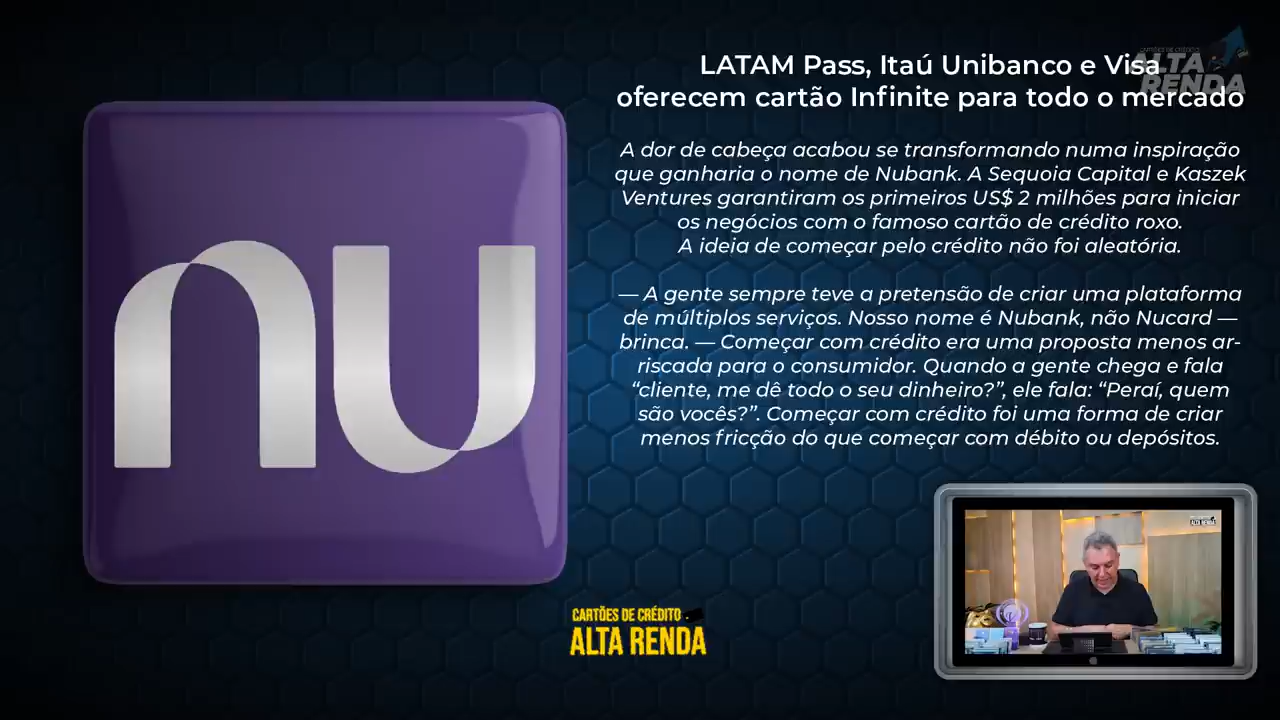 LATAM Pass, Itaú Unibanco e Visa
oferecem cartão Infinite para todo o mercado
CARTÕES DE CRÉDITO
ALTA
RENDA
A dor de cabeça acabou se transformando numa inspiração
que ganharia o nome de Nubank. A Sequoia Capital e Kaszek
Ventures garantiram os primeiros US$ 2 milhões para iniciar
os negócios com o famoso cartão de crédito roxo.
A ideia de começar pelo crédito não foi aleatória.
— A gente sempre teve a pretensão de criar uma plataforma
de múltiplos serviços. Nosso nome é Nubank, não Nucard —
brinca. — Começar com crédito era uma proposta menos ar-
riscada para o consumidor. Quando a gente chega e fala
“cliente, me dê todo o seu dinheiro?”, ele fala: “Peraí, quem
são vocês?”. Começar com crédito foi uma forma de criar
menos fricção do que começar com débito ou depósitos.
nu
CARTÕES DE CRÉDITO
ALTA RENDA
ALTA RENDA